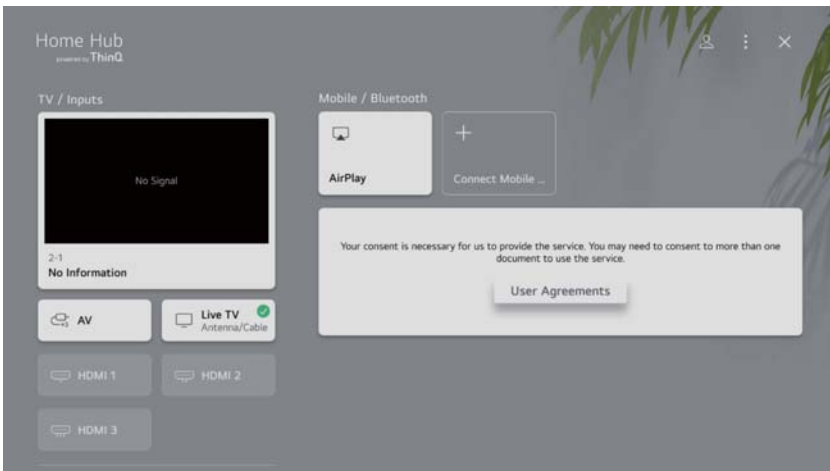 Home Hub
powered by ThinQ
TV / Inputs
No Signal
2-1
No Information
AV
Live TV
Antenna/Cable
HDMI 1
HDMI 2
HDMI 3
Mobile / Bluetooth
AirPlay
Connect Mobile ...
Your consent is necessary for us to provide the service. You may need to consent to more than one
document to use the service.
User Agreements